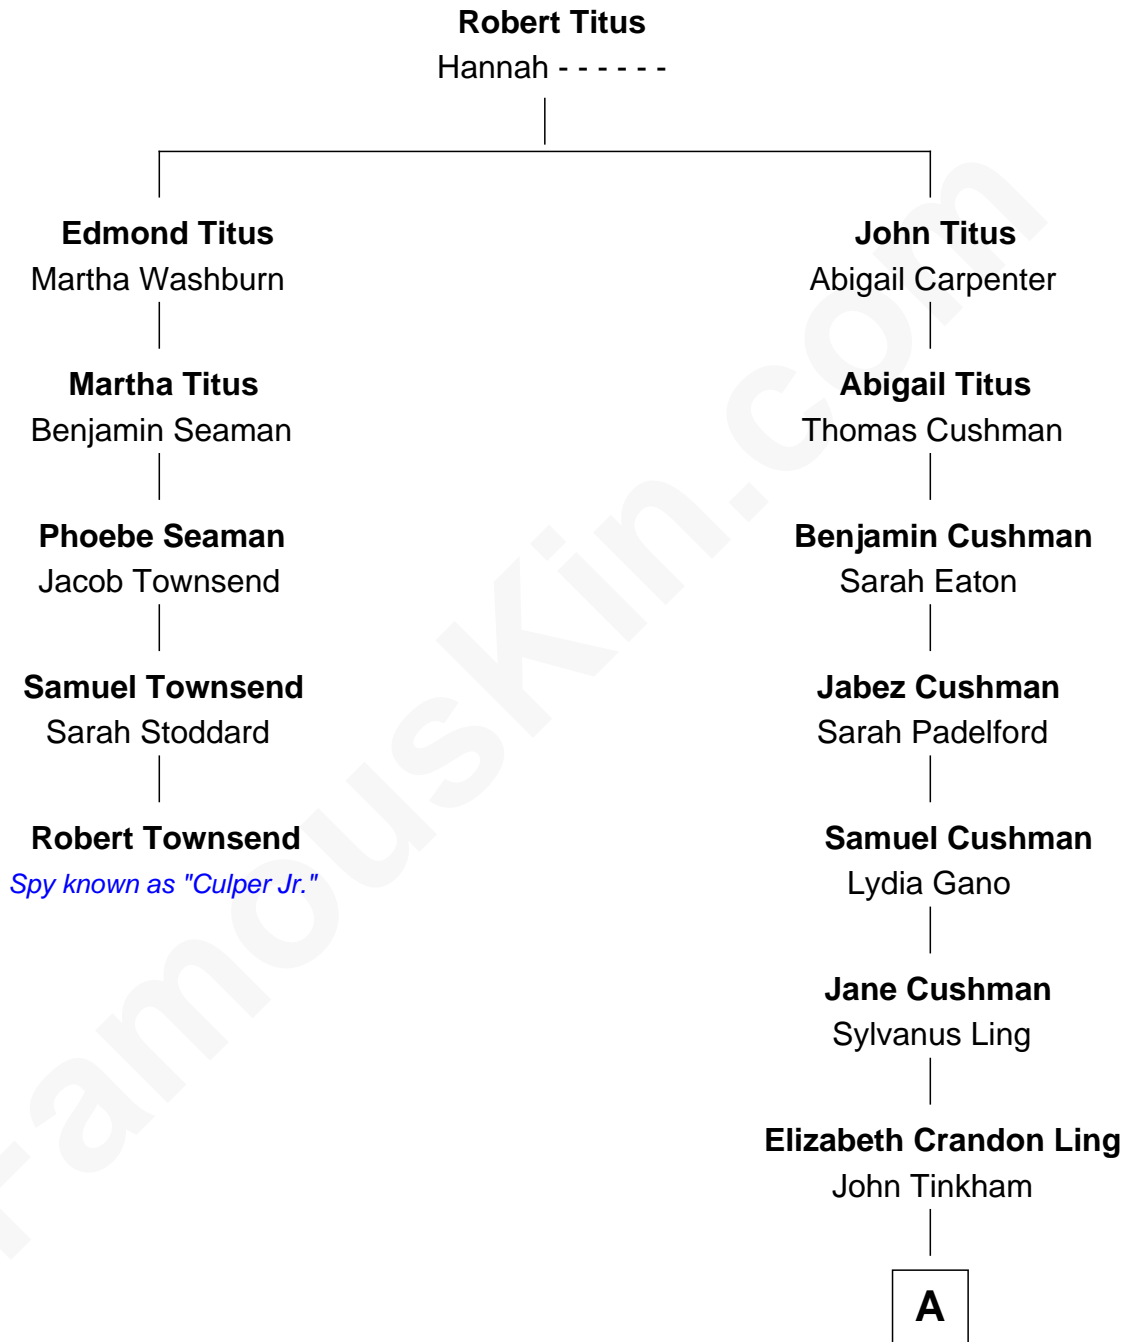 Robert Titus
Hannah - - - - - -
Edmond Titus
Martha Washburn
John Titus
Abigail Carpenter
Martha Titus
Benjamin Seaman
Abigail Titus
Thomas Cushman
Phoebe Seaman
Jacob Townsend
Benjamin Cushman
Sarah Eaton
Samuel Townsend
Sarah Stoddard
Jabez Cushman
Sarah Padelford
Robert Townsend
Spy known as "Culper Jr."
Samuel Cushman
Lydia Gano
Jane Cushman
Sylvanus Ling
Elizabeth Crandon Ling
John Tinkham
A
FamousKin.com